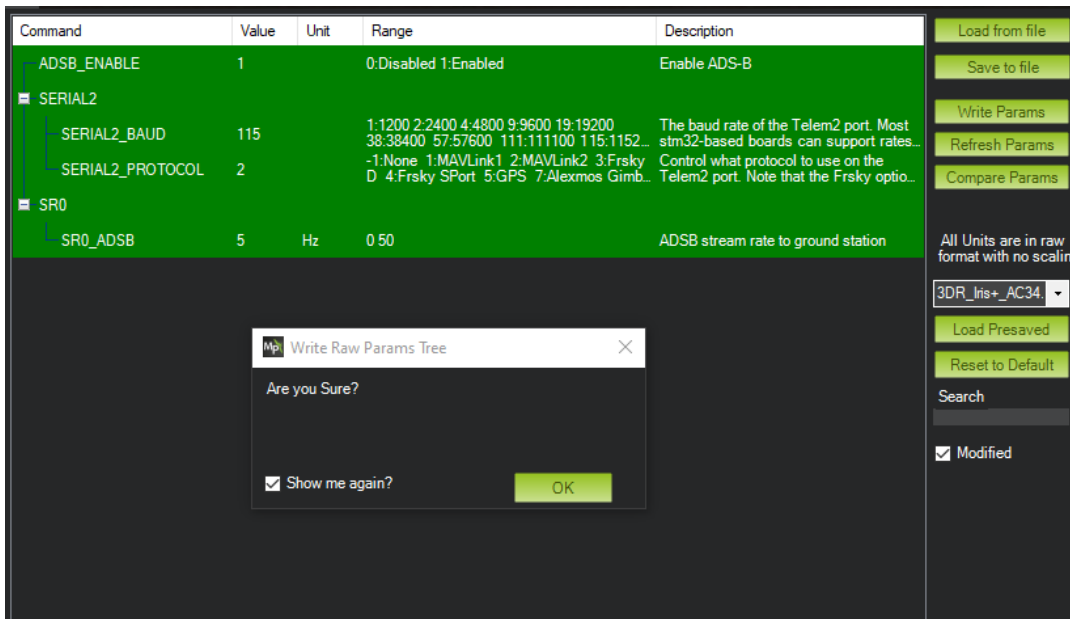 Command Value Unit Range Description
ADSB_ENABLE 1 0:Disabled 1:Enabled Enable ADS-B
SERIAL2
SERIAL2_BAUD 115 1:1200 2:2400 4:4800 9:9600 19:19200 38:38400 57:57600 111:111100 115:1152... The baud rate of the Telem2 port. Most stm32-based boards can support rates...
SERIAL2_PROTOCOL 2 -1:None 1:MAVLink1 2:MAVLink2 3:Frsky D 4:Frsky SPort 5:GPS 7:Alexmos Gimb... Control what protocol to use on the Telem2 port. Note that the Frsky optio...
SR0
SR0_ADSB 5 Hz 0 50 ADSB stream rate to ground station
Write Raw Params Tree
Are you Sure?
Show me again?
OK
Load from file
Save to file
Write Params
Refresh Params
Compare Params
All Units are in raw
format with no scalin
3DR_Iris+_AC34.
Load Presaved
Reset to Default
Search
Modified